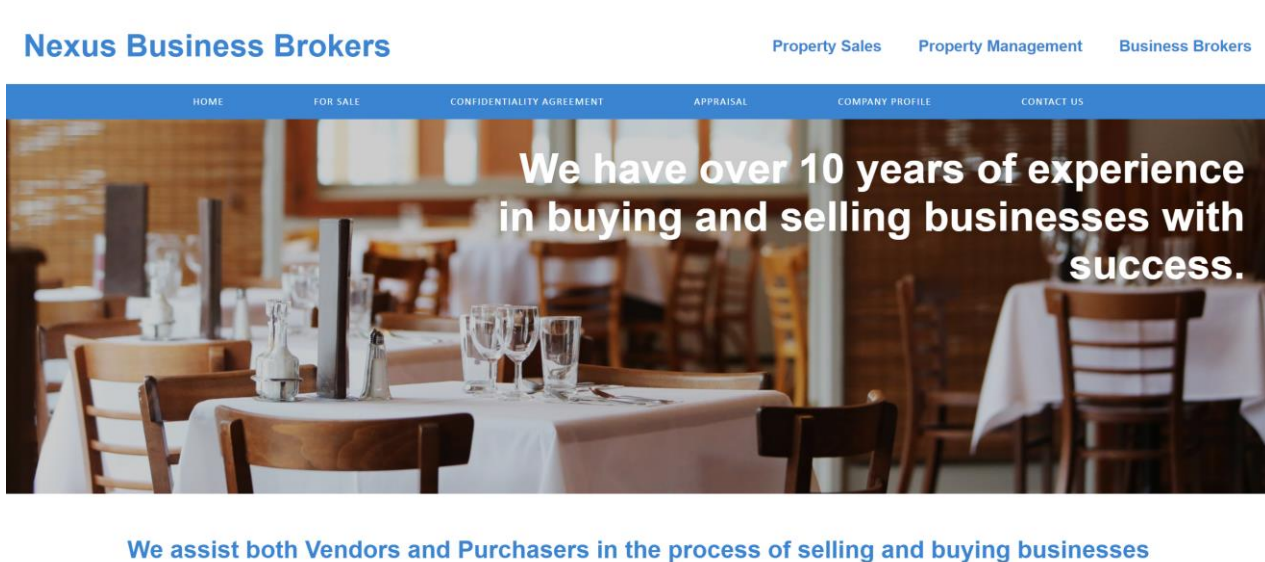 Nexus Business Brokers
Property Sales Property Management Business Brokers
HOME FOR SALE CONFIDENTIALITY AGREEMENT APPRAISAL COMPANY PROFILE CONTACT US
We have over 10 years of experience
in buying and selling businesses with
success.
We assist both Vendors and Purchasers in the process of selling and buying businesses